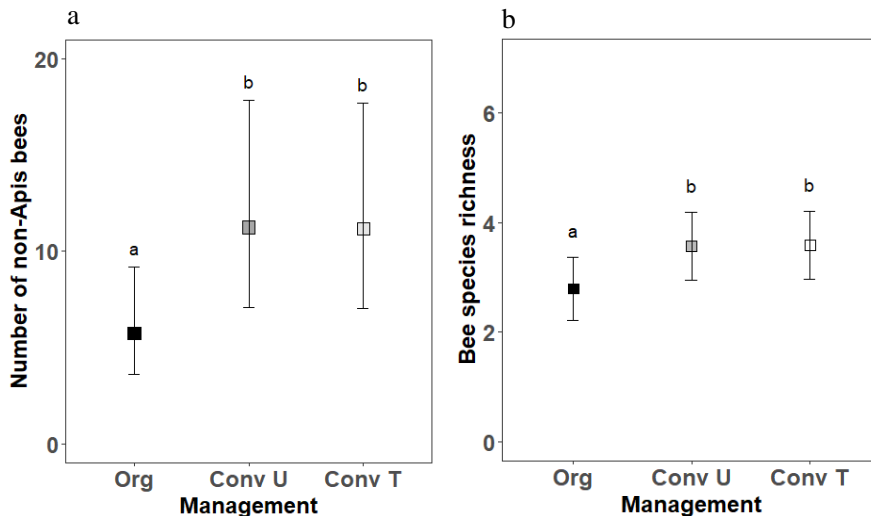 a
Number of non-Apis bees
20
10
0
a
b
b
Org Conv U Conv T
Management
b
Bee species richness
6
4
2
0
a
b
b
Org Conv U Conv T
Management